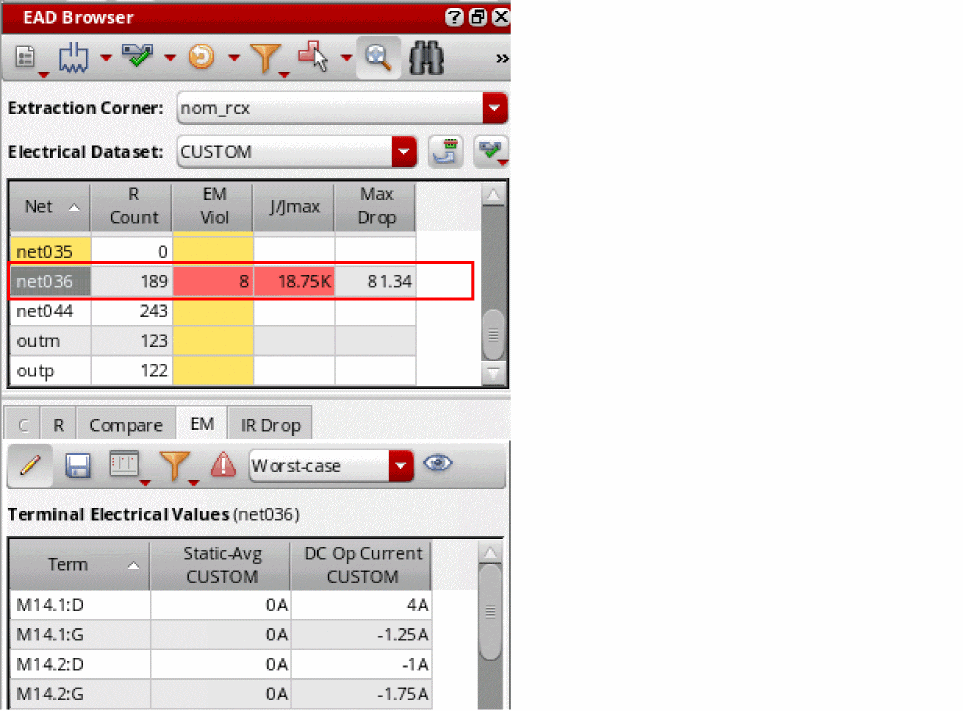 EAD Browser
Extraction Corner: nom_rcx
Electrical Dataset: CUSTOM
Net R Count EM Viol J/Jmax Max Drop
net035 0
net036 189 8 18.75K 81.34
net044 243
outm 123
outp 122
C R Compare EM IR Drop
Worst-case
Terminal Electrical Values (net036)
Term Static-Avg CUSTOM DC Op Current CUSTOM
M14.1:D 0A 4A
M14.1:G 0A -1.25A
M14.2:D 0A -1A
M14.2:G 0A -1.75A